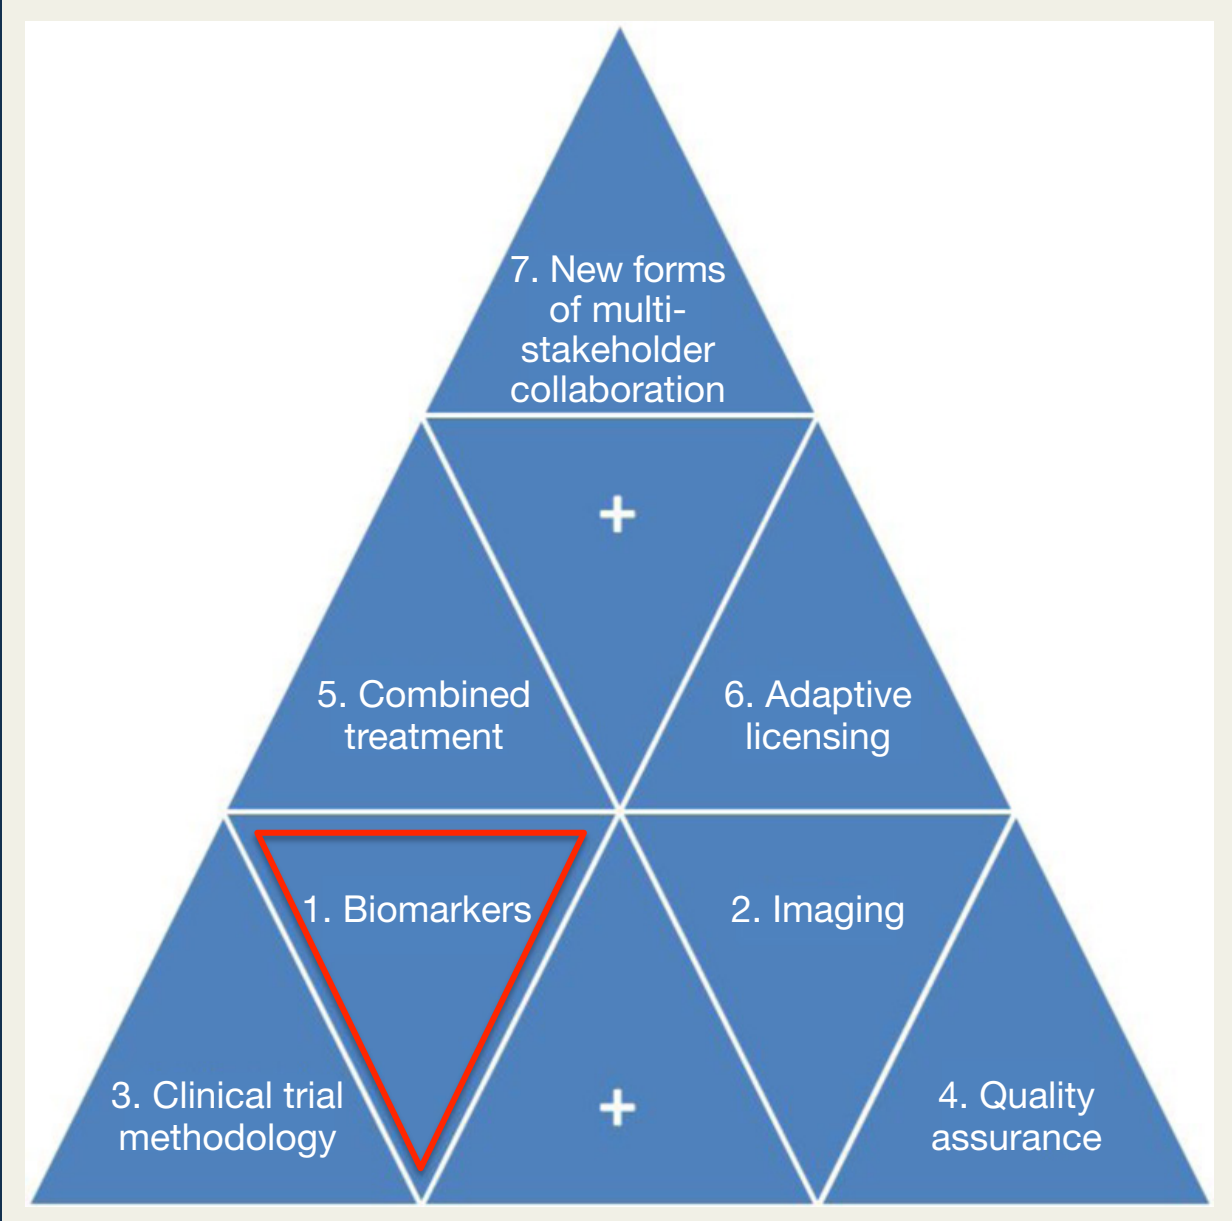 7. New forms
of multi-
stakeholder
collaboration
+
5. Combined
treatment
6. Adaptive
licensing
1. Biomarkers
2. Imaging
3. Clinical trial
methodology
+
4. Quality
assurance